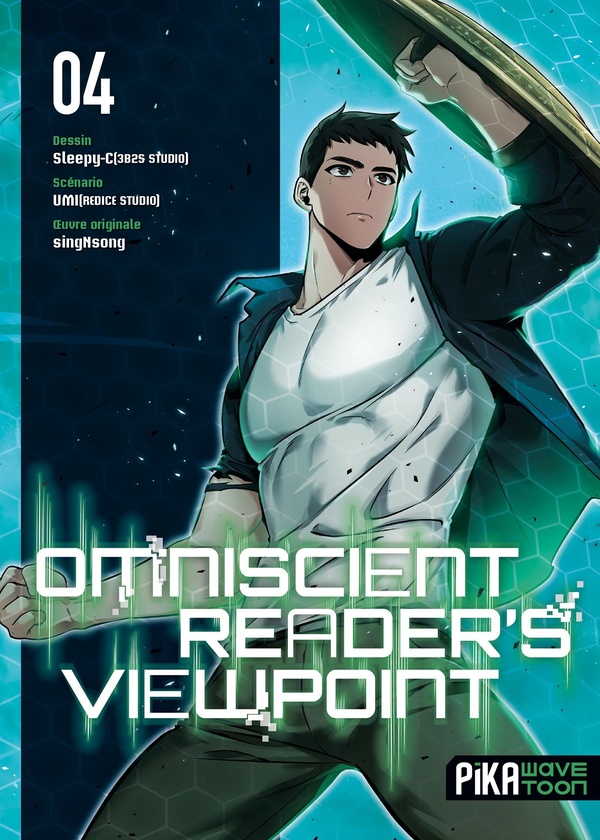 04
Dessin
Sleepy-C(3B2S STUDIO)
Scénario
UMI(REDICE STUDIO)
Œuvre originale
singNsong
OMNISCIENT
READER'S
VIEWPOINT
PIKA WAVE TOON